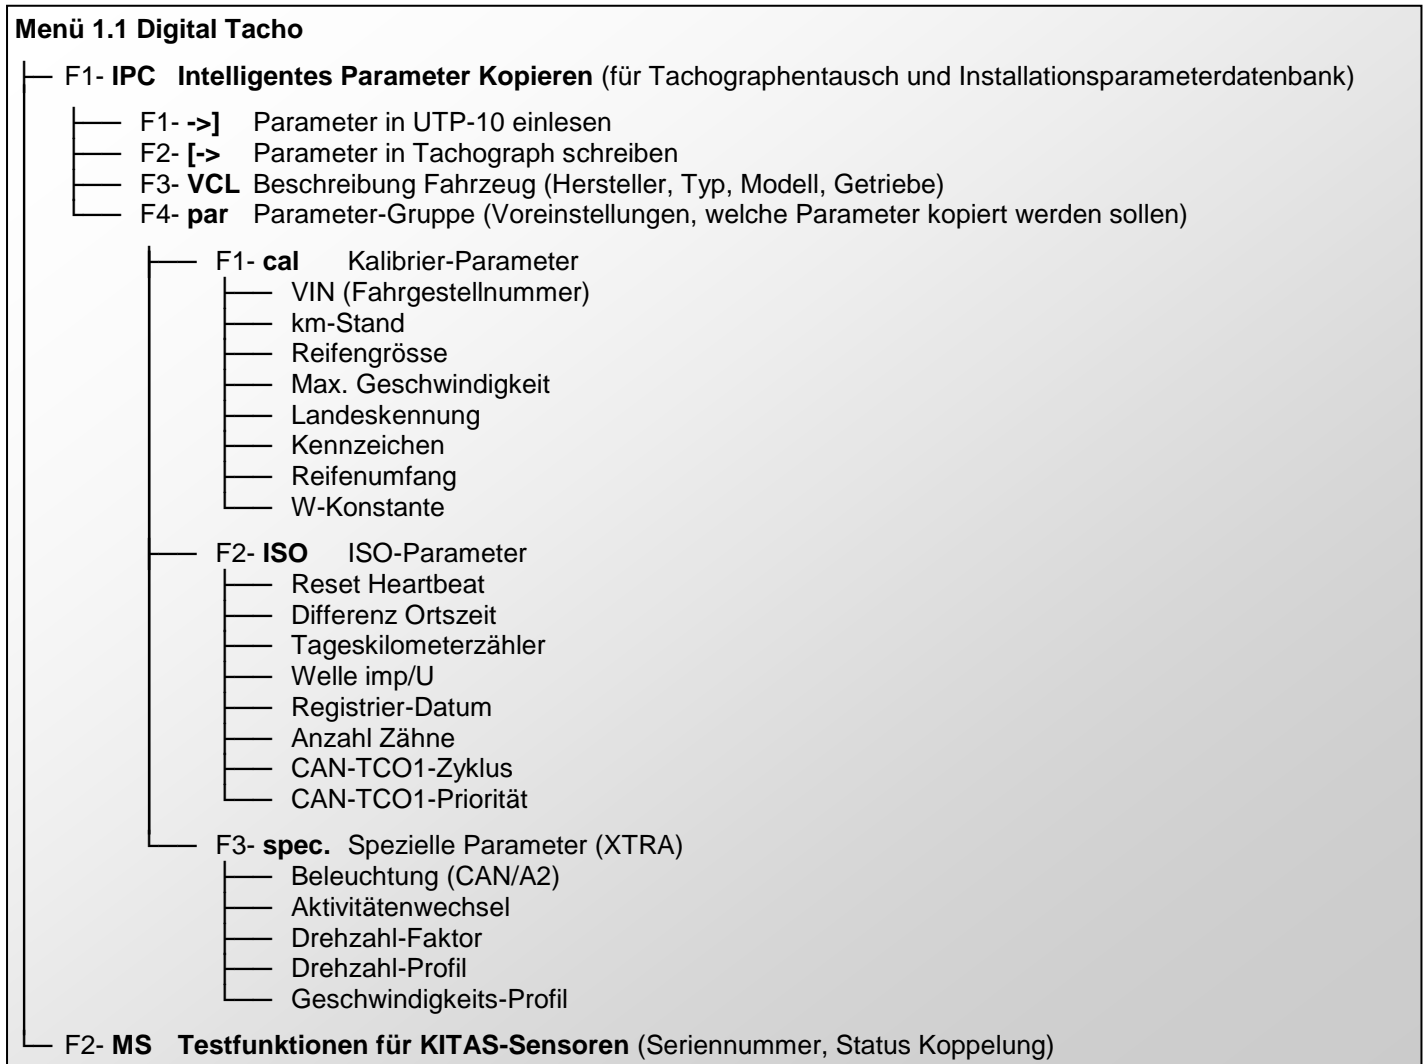 Menü 1.1 Digital Tacho
F1- IPC Intelligentes Parameter Kopieren (für Tachographentausch und Installationsparameterdatenbank)
F1- ->] Parameter in UTP-10 einlesen
F2- [-> Parameter in Tachograph schreiben
F3- VCL Beschreibung Fahrzeug (Hersteller, Typ, Modell, Getriebe)
F4- par Parameter-Gruppe (Voreinstellungen, welche Parameter kopiert werden sollen)
F1- cal Kalibrier-Parameter
VIN (Fahrgestellnummer)
km-Stand
Reifengrösse
Max. Geschwindigkeit
Landeskennung
Kennzeichen
Reifenumfang
W-Konstante
F2- ISO ISO-Parameter
Reset Heartbeat
Differenz Ortszeit
Tageskilometerzähler
Welle imp/U
Registrier-Datum
Anzahl Zähne
CAN-TCO1-Zyklus
CAN-TCO1-Priorität
F3- spec. Spezielle Parameter (XTRA)
Beleuchtung (CAN/A2)
Aktivitätenwechsel
Drehzahl-Faktor
Drehzahl-Profil
Geschwindigkeits-Profil
F2- MS Testfunktionen für KITAS-Sensoren (Seriennummer, Status Koppelung)